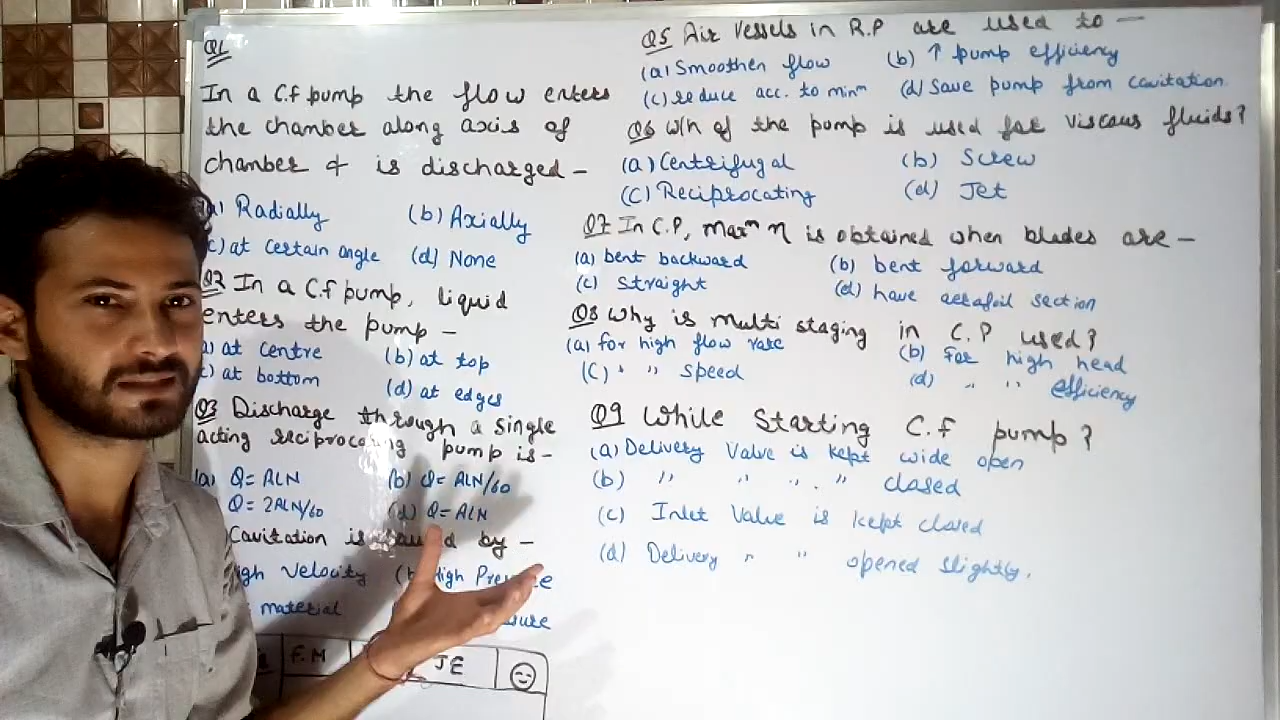 Q1
In a C.f pump the flow enters
the chamber along axis of
chamber & is discharged –
a) Radially (b) Axially
c) at certain angle (d) None
Q2 In a C.f pump, liquid
enters the pump –
a) at centre (b) at top
c) at bottom (d) at edges
Q3 Discharge through a single
acting reciprocating pump is –
(a) Q = ALN (b) Q = ALN/60
Q = 2ALN/60 (d) Q = ALN
Cavitation is by –
Velocity High
material
F.M JE
Q5 Air Vessels in R.P are used to –
(a) Smoothen flow (b) ↑ pump efficiency
(c) reduce acc. to minm (d) Save pump from cavitation.
Q6 W/h of the pump is used for viscous fluids?
(a) Centrifugal (b) Screw
(c) Reciprocating (d) Jet
Q7 In C.P, maxm η is obtained when blades are –
(a) bent backward (b) bent forward
(c) straight (d) have aerafoil section
Q8 Why is multi staging in C.P used?
(a) for high flow rate (b) For high head
(c) " " speed (d) " " efficiency
Q9 While Starting C.f pump?
(a) Delivery Valve is kept wide open
(b) " " " " closed
(c) Inlet Valve is kept closed
(d) Delivery " " opened slightly.